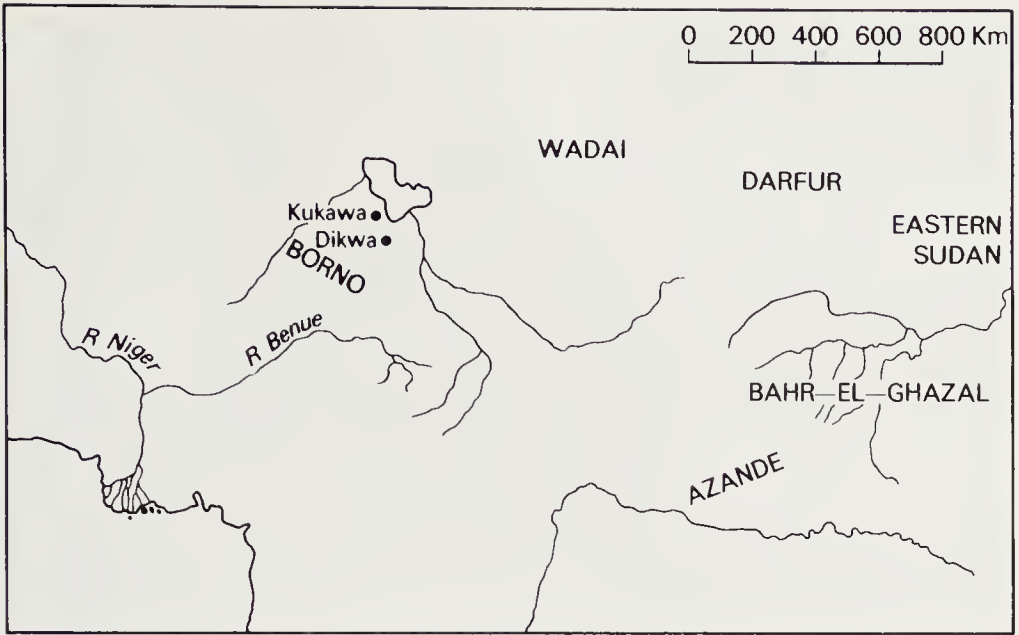 0 200 400 600 800 Km
WADAI
DARFUR
EASTERN
SUDAN
Kukawa
Dikwa
BORNO
R Niger
R Benue
BAHR—EL—GHAZAL
AZANDE